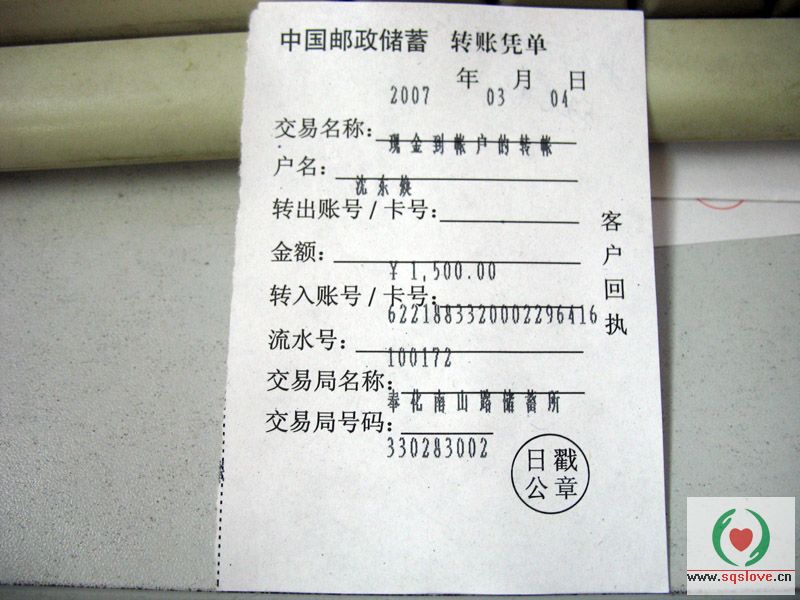 中国邮政储蓄 转账凭单
年 月 日
2007 03 04
交易名称：
现金到帐户的转帐
户名：
沈东焕
转出账号/卡号：
金额：
¥1,500.00
转入账号/卡号：
6221883320002296416
流水号：
100172
交易局名称：
奉化南山路储蓄所
交易局号码：
330283002
客户回执
日戳
公章
www.sqslove.cn